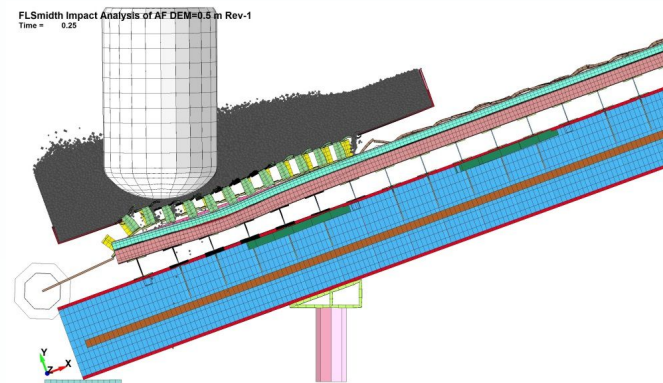 FLSmidth Impact Analysis of AF DEM=0.5 m Rev-1
Time = 0.25
Y
Z
X